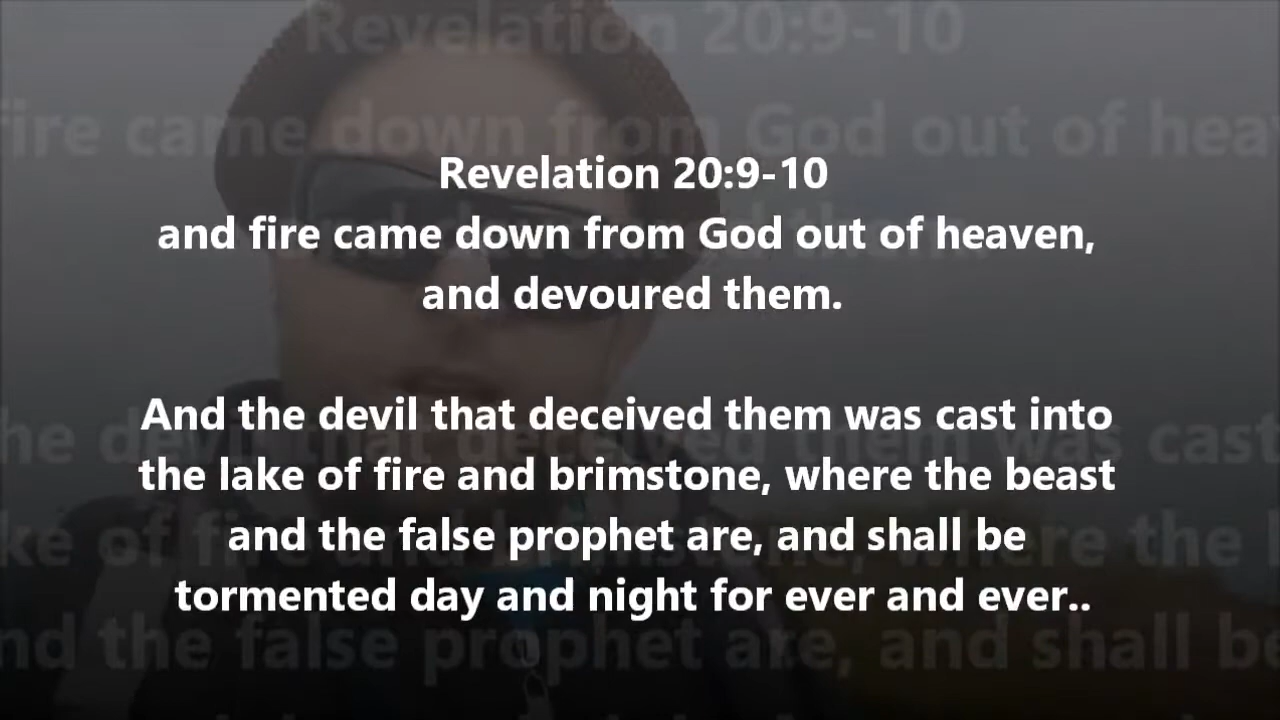 Revelation 20:9-10
and fire came down from God out of heaven,
and devoured them.
And the devil that deceived them was cast into
the lake of fire and brimstone, where the beast
and the false prophet are, and shall be
tormented day and night for ever and ever..